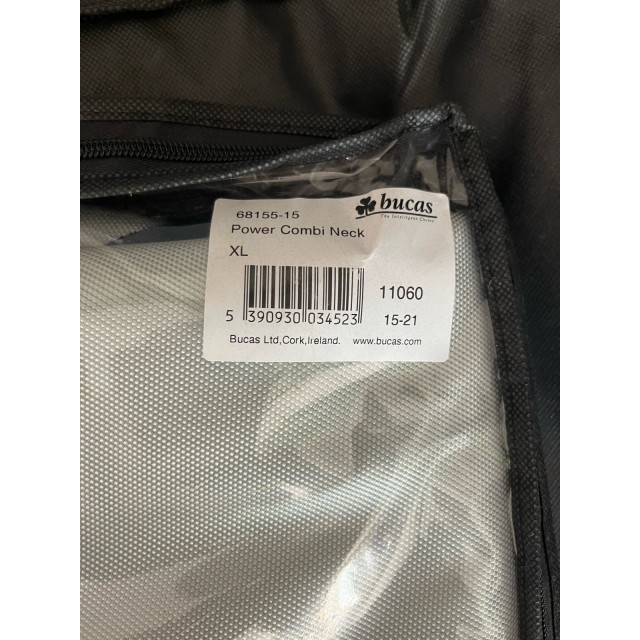 bucas
The Intelligent Choice
68155-15
Power Combi Neck
XL
11060
5 390930 034523
15-21
Bucas Ltd,Cork,Ireland. www.bucas.com